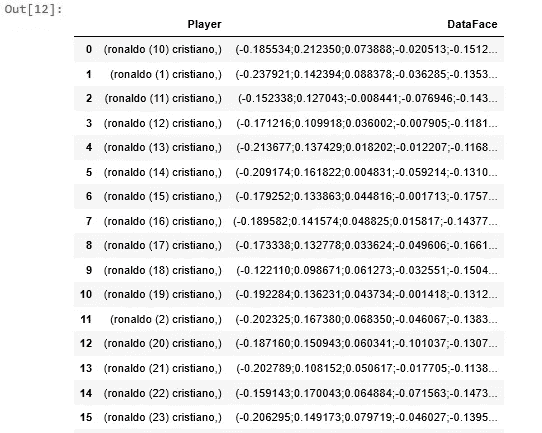 Out[12]:
Player DataFace
0 (ronaldo (10) cristiano,) (-0.185534;0.212350;0.073888;-0.020513;-0.1512...
1 (ronaldo (1) cristiano,) (-0.237921;0.142394;0.088378;-0.036285;-0.1353...
2 (ronaldo (11) cristiano,) (-0.152338;0.127043;-0.008441;-0.076946;-0.143...
3 (ronaldo (12) cristiano,) (-0.171216;0.109918;0.036002;-0.007905;-0.1181...
4 (ronaldo (13) cristiano,) (-0.213677;0.137429;0.018202;-0.012207;-0.1168...
5 (ronaldo (14) cristiano,) (-0.209174;0.161822;0.004831;-0.059214;-0.1310...
6 (ronaldo (15) cristiano,) (-0.179252;0.133863;0.044816;-0.001713;-0.1757...
7 (ronaldo (16) cristiano,) (-0.189582;0.141574;0.048825;0.015817;-0.14377...
8 (ronaldo (17) cristiano,) (-0.173338;0.132778;0.033624;-0.049606;-0.1661...
9 (ronaldo (18) cristiano,) (-0.122110;0.098671;0.061273;-0.032551;-0.1504...
10 (ronaldo (19) cristiano,) (-0.192284;0.136231;0.043734;-0.001418;-0.1312...
11 (ronaldo (2) cristiano,) (-0.202325;0.167380;0.068350;-0.046067;-0.1383...
12 (ronaldo (20) cristiano,) (-0.187160;0.150943;0.060341;-0.101037;-0.1307...
13 (ronaldo (21) cristiano,) (-0.202789;0.108152;0.050617;-0.017705;-0.1138...
14 (ronaldo (22) cristiano,) (-0.159143;0.170043;0.064884;-0.071563;-0.1473...
15 (ronaldo (23) cristiano,) (-0.206295;0.149173;0.079719;-0.046027;-0.1395...